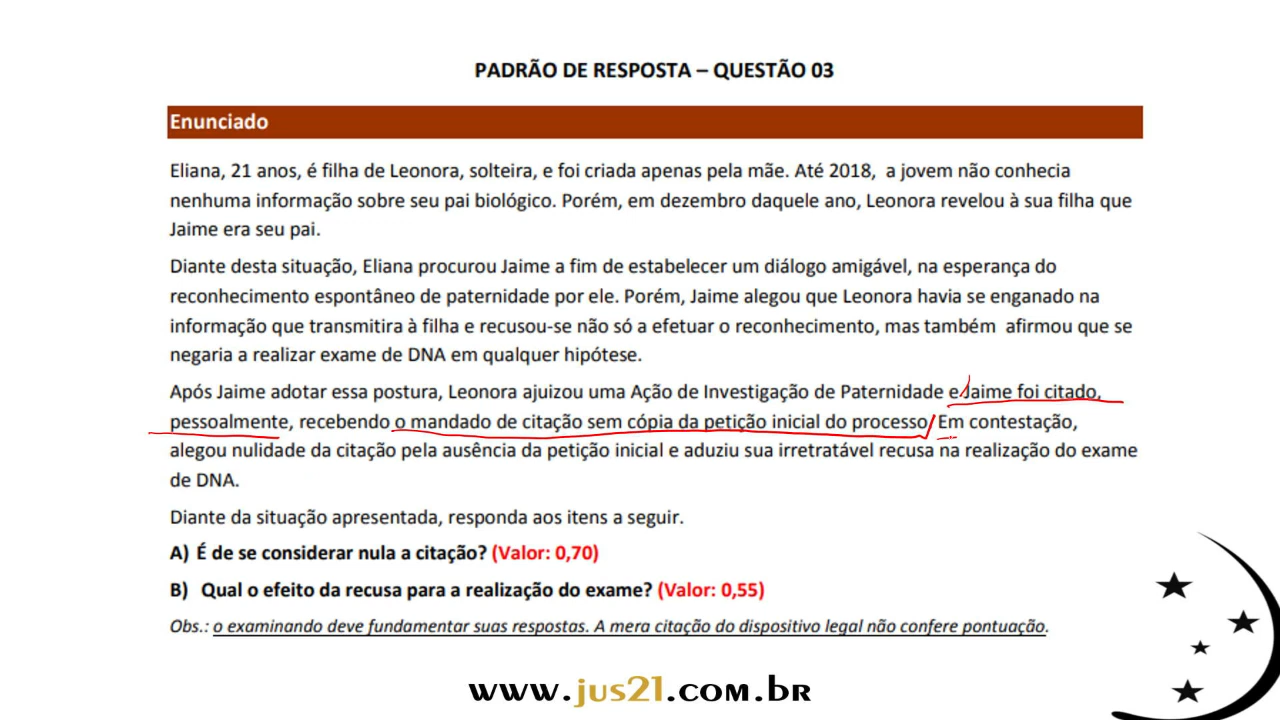 PADRÃO DE RESPOSTA – QUESTÃO 03
Enunciado
Eliana, 21 anos, é filha de Leonora, solteira, e foi criada apenas pela mãe. Até 2018, a jovem não conhecia
nenhuma informação sobre seu pai biológico. Porém, em dezembro daquele ano, Leonora revelou à sua filha que
Jaime era seu pai.
Diante desta situação, Eliana procurou Jaime a fim de estabelecer um diálogo amigável, na esperança do
reconhecimento espontâneo de paternidade por ele. Porém, Jaime alegou que Leonora havia se enganado na
informação que transmitira à filha e recusou-se não só a efetuar o reconhecimento, mas também afirmou que se
negaria a realizar exame de DNA em qualquer hipótese.
Após Jaime adotar essa postura, Leonora ajuizou uma Ação de Investigação de Paternidade e Jaime foi citado,
pessoalmente, recebendo o mandado de citação sem cópia da petição inicial do processo. Em contestação,
alegou nulidade da citação pela ausência da petição inicial e aduziu sua irretratável recusa na realização do exame
de DNA.
Diante da situação apresentada, responda aos itens a seguir.
A) É de se considerar nula a citação? (Valor: 0,70)
B) Qual o efeito da recusa para a realização do exame? (Valor: 0,55)
Obs.: o examinando deve fundamentar suas respostas. A mera citação do dispositivo legal não confere pontuação.
www.jus21.com.br